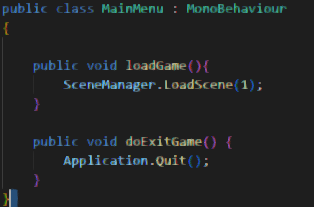 public class MainMenu : MonoBehaviour
{
public void loadGame(){
SceneManager.LoadScene(1);
}
public void doExitGame() {
Application.Quit();
}
}